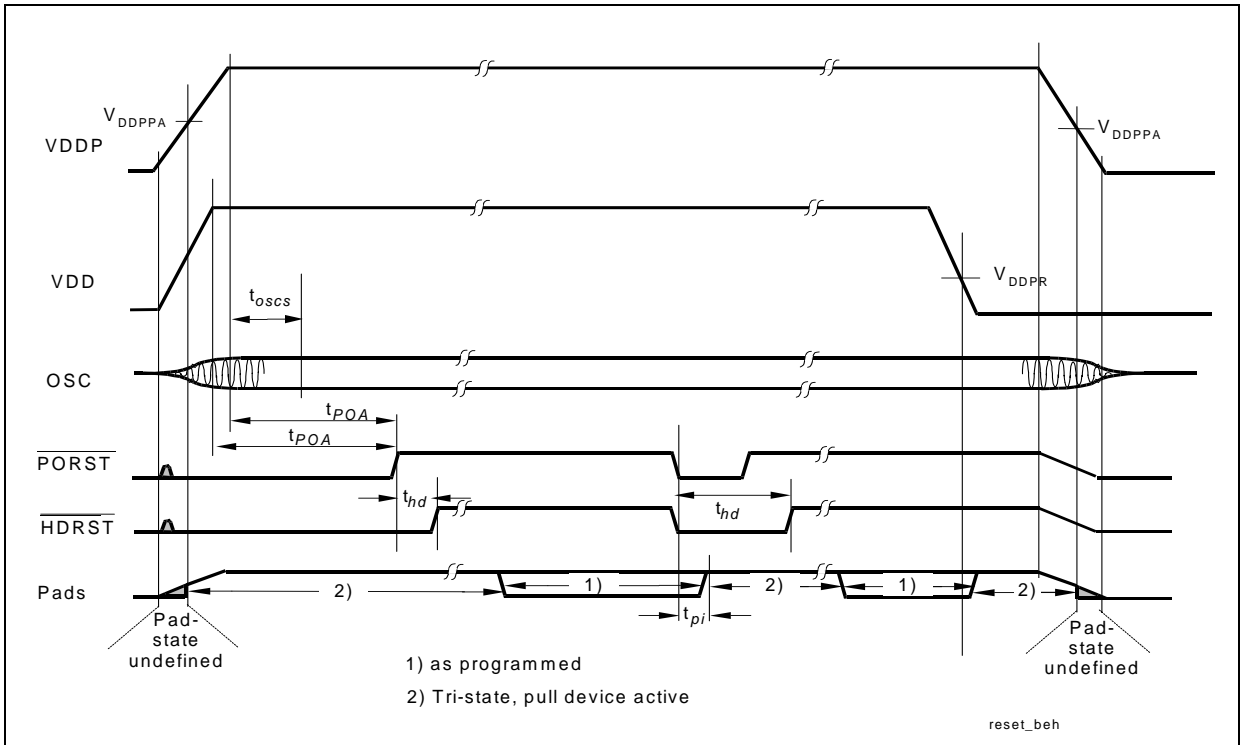 VDDPPA
VDDPPA
VDDP
VDDPR
VDD
toscs
OSC
tPOA
tPOA
PORST
thd
thd
HDRST
1)
2)
1)
2)
2)
Pads
tpi
Pad-
state
undefined
Pad-
state
undefined
1) as programmed
2) Tri-state, pull device active
reset_beh